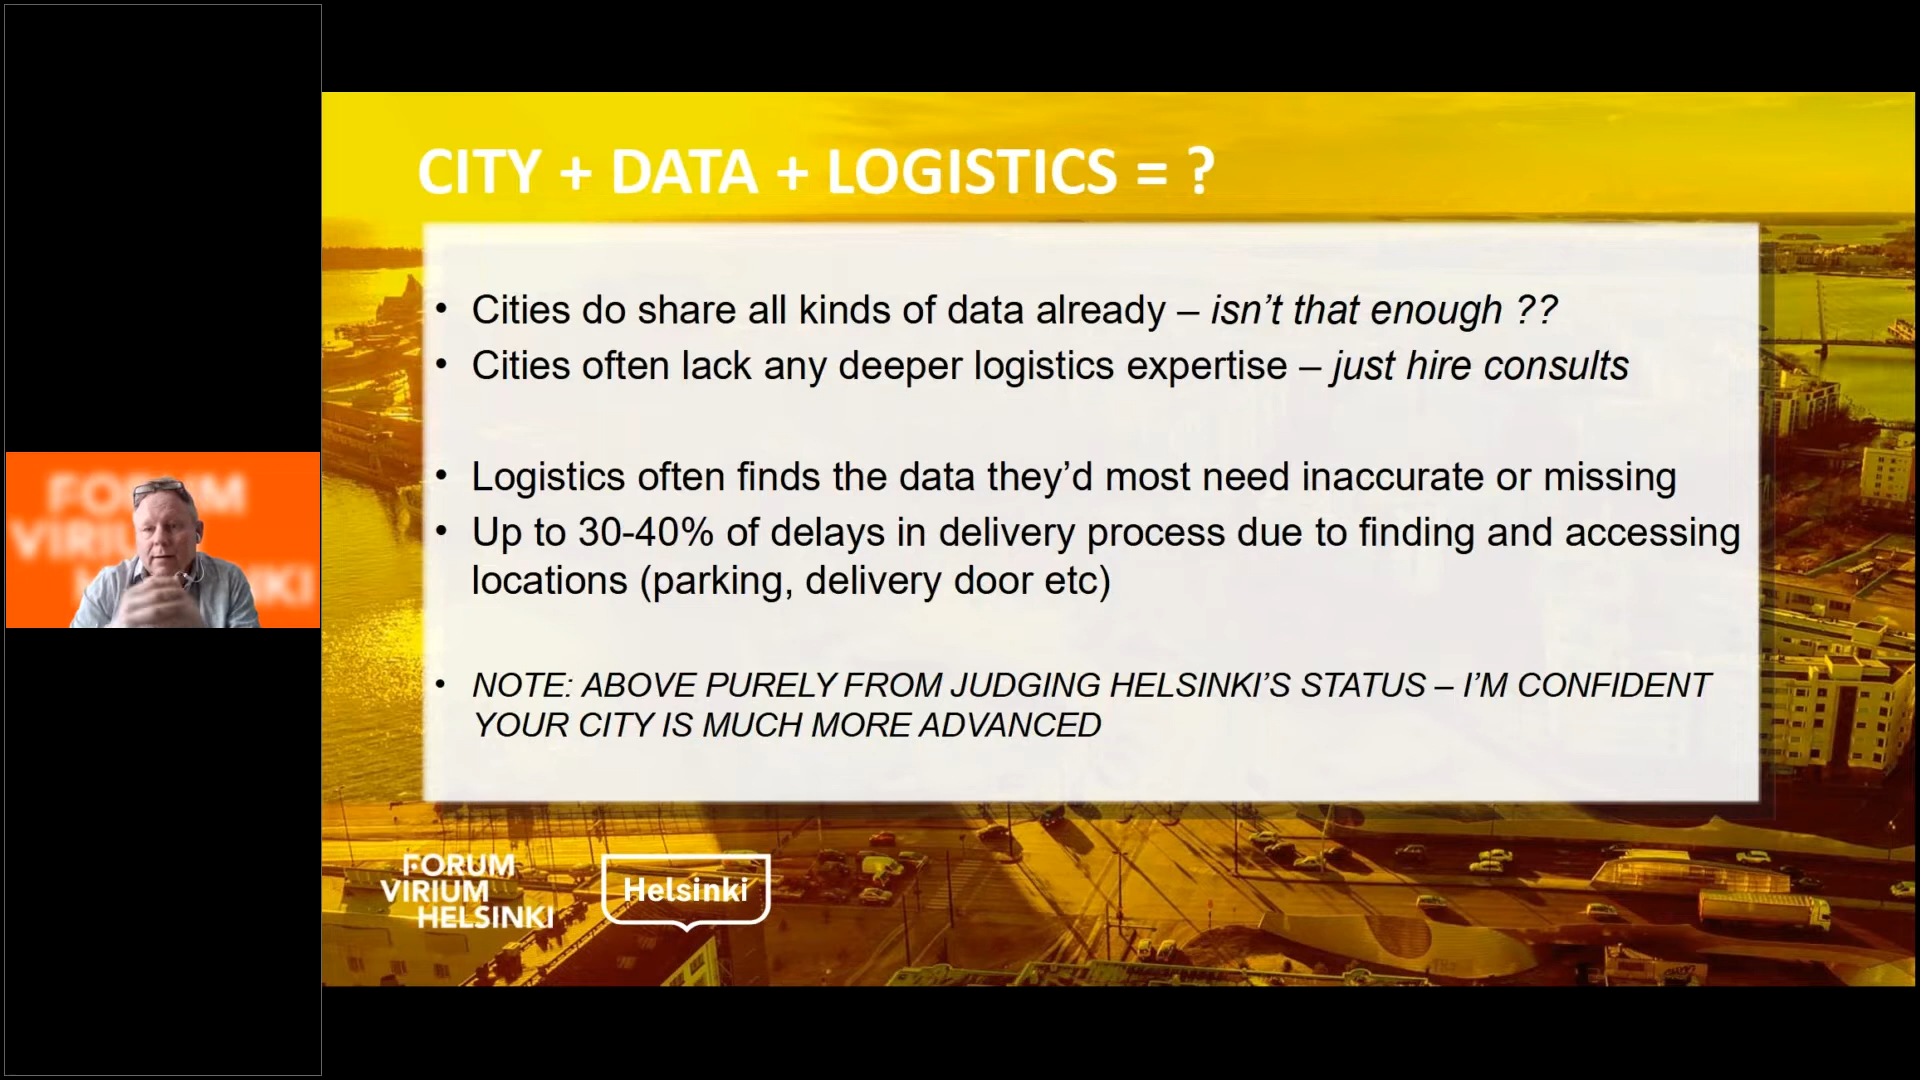 CITY + DATA + LOGISTICS = ?
• Cities do share all kinds of data already – isn’t that enough ??
• Cities often lack any deeper logistics expertise – just hire consults
• Logistics often finds the data they’d most need inaccurate or missing
• Up to 30-40% of delays in delivery process due to finding and accessing
locations (parking, delivery door etc)
• NOTE: ABOVE PURELY FROM JUDGING HELSINKI’S STATUS – I’M CONFIDENT
YOUR CITY IS MUCH MORE ADVANCED
FORUM
VIRIUM
HELSINKI
Helsinki